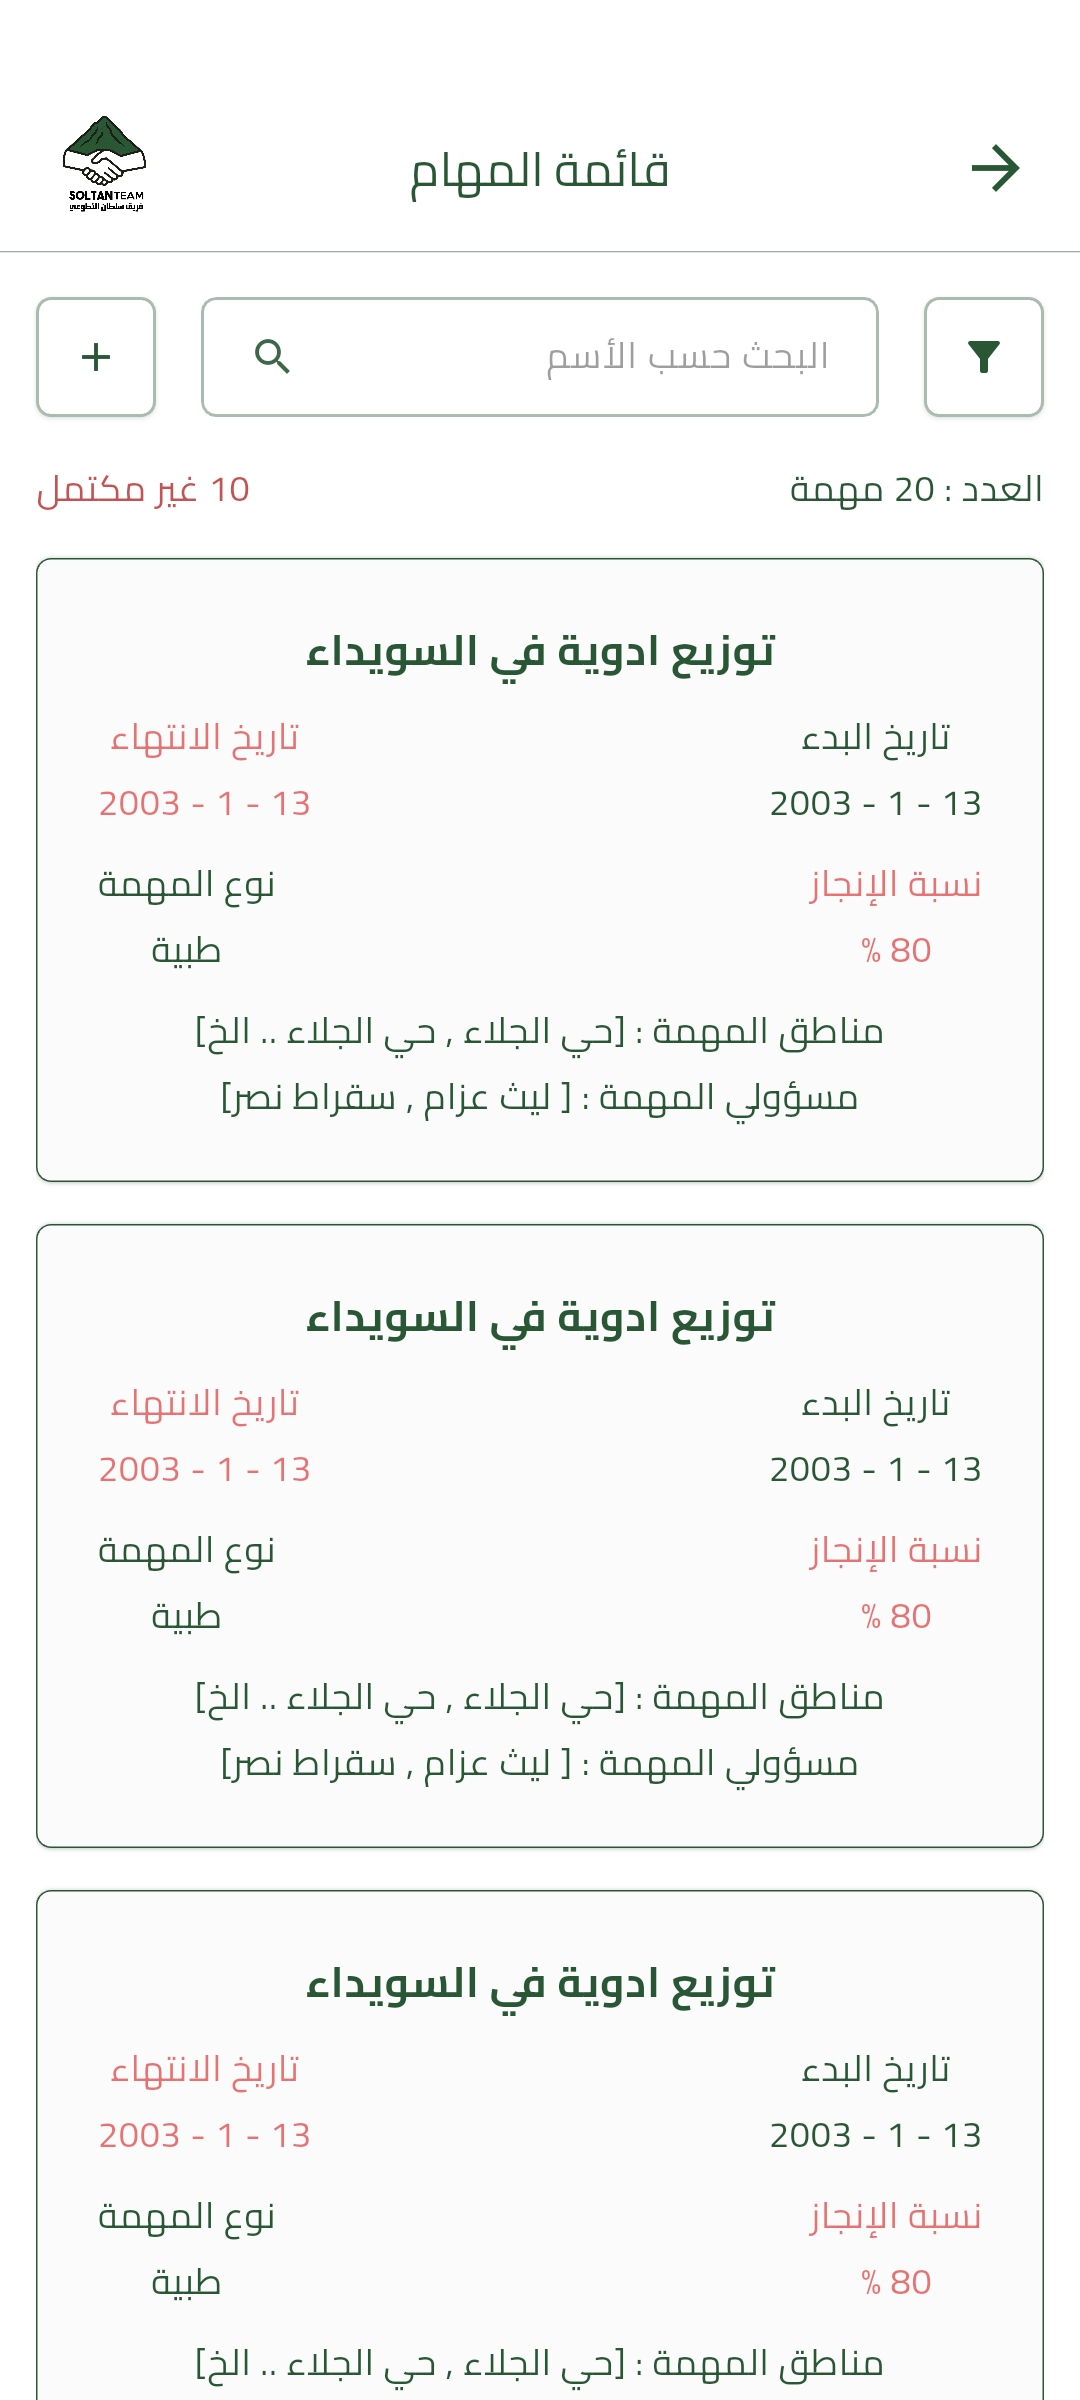 قائمة المهام
SOLTANTEAM
فريق سلطان التطوعي
البحث حسب الأسم
العدد : 20 مهمة
10 غير مكتمل
توزيع ادوية في السويداء
تاريخ البدء
تاريخ الانتهاء
13 - 1 - 2003
13 - 1 - 2003
نسبة الإنجاز
نوع المهمة
80 %
طبية
مناطق المهمة : [حي الجلاء , حي الجلاء .. الخ]
مسؤولي المهمة : [ ليث عزام , سقراط نصر]
توزيع ادوية في السويداء
تاريخ البدء
تاريخ الانتهاء
13 - 1 - 2003
13 - 1 - 2003
نسبة الإنجاز
نوع المهمة
80 %
طبية
مناطق المهمة : [حي الجلاء , حي الجلاء .. الخ]
مسؤولي المهمة : [ ليث عزام , سقراط نصر]
توزيع ادوية في السويداء
تاريخ البدء
تاريخ الانتهاء
13 - 1 - 2003
13 - 1 - 2003
نسبة الإنجاز
نوع المهمة
80 %
طبية
مناطق المهمة : [حي الجلاء , حي الجلاء .. الخ]